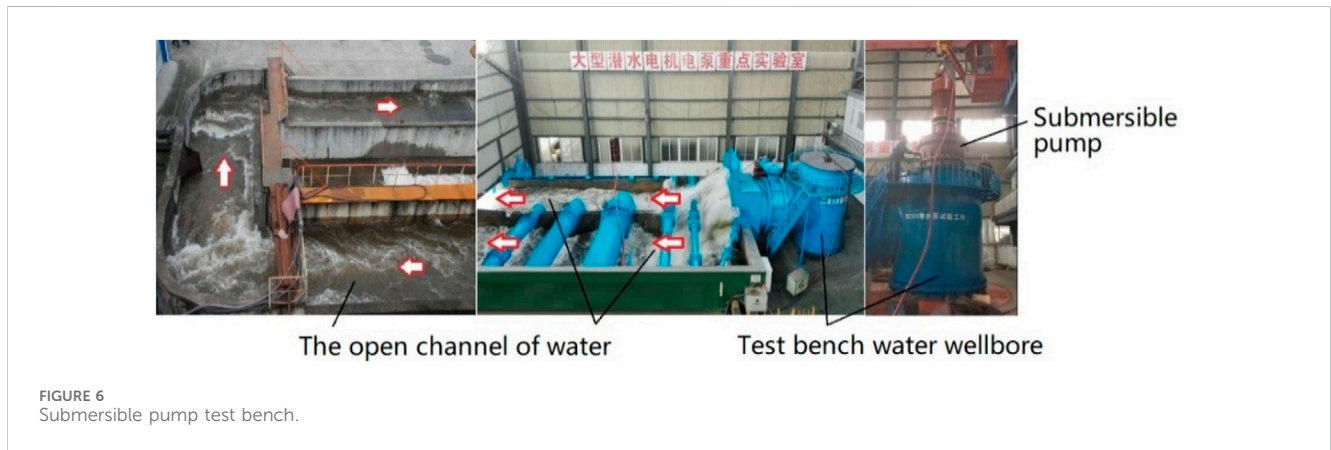 大型潜水电机电泵重点实验室
Submersible
pump
The open channel of water
Test bench water wellbore
FIGURE 6
Submersible pump test bench.